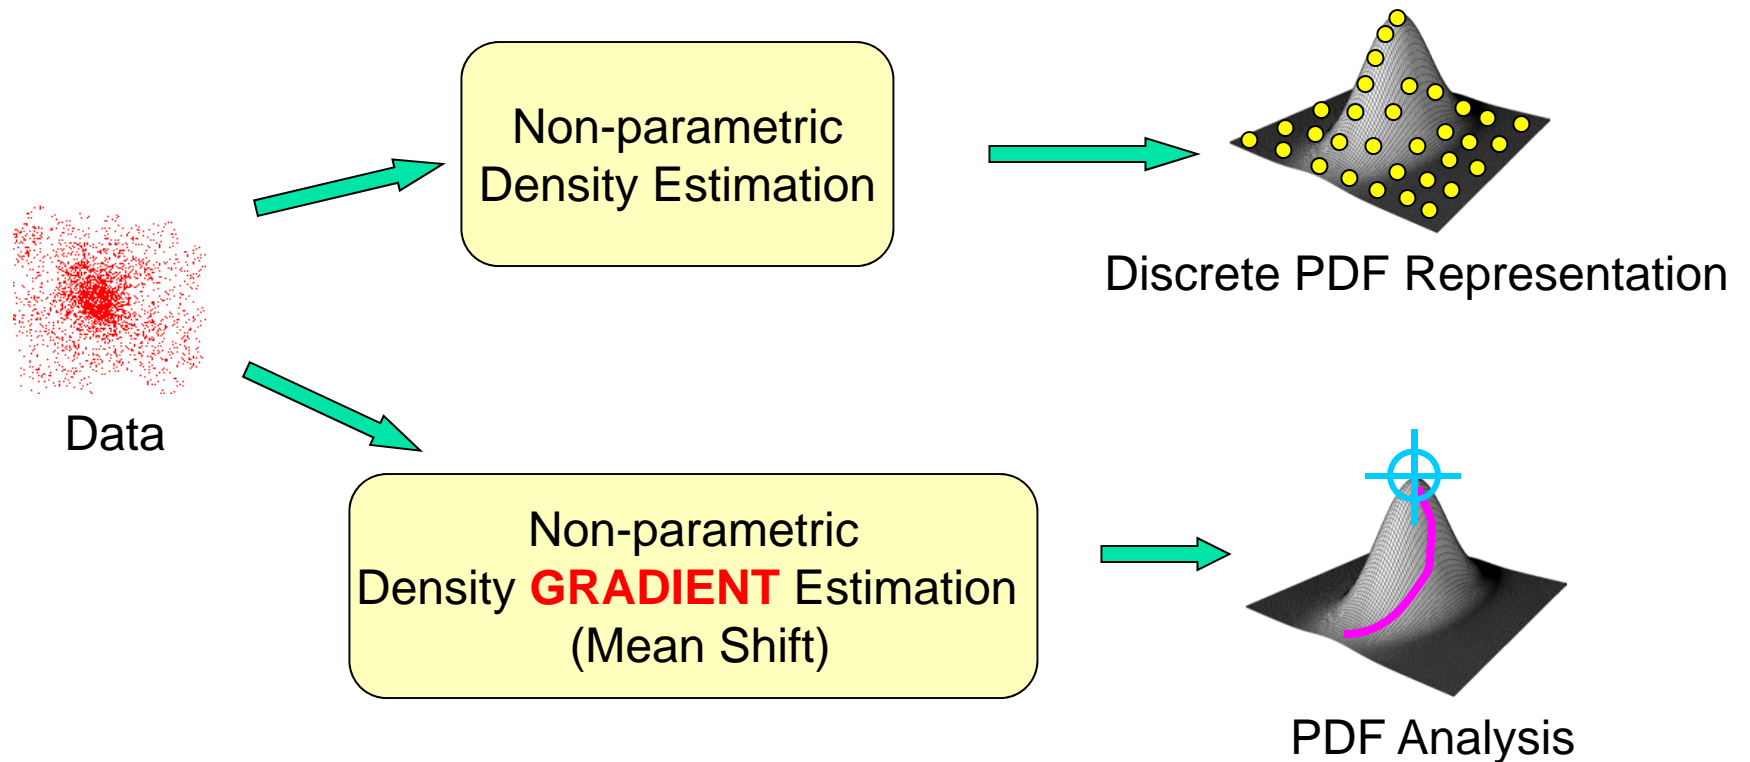 Non-parametric
Density Estimation
Discrete PDF Representation
Data
Non-parametric
Density GRADIENT Estimation
(Mean Shift)
PDF Analysis